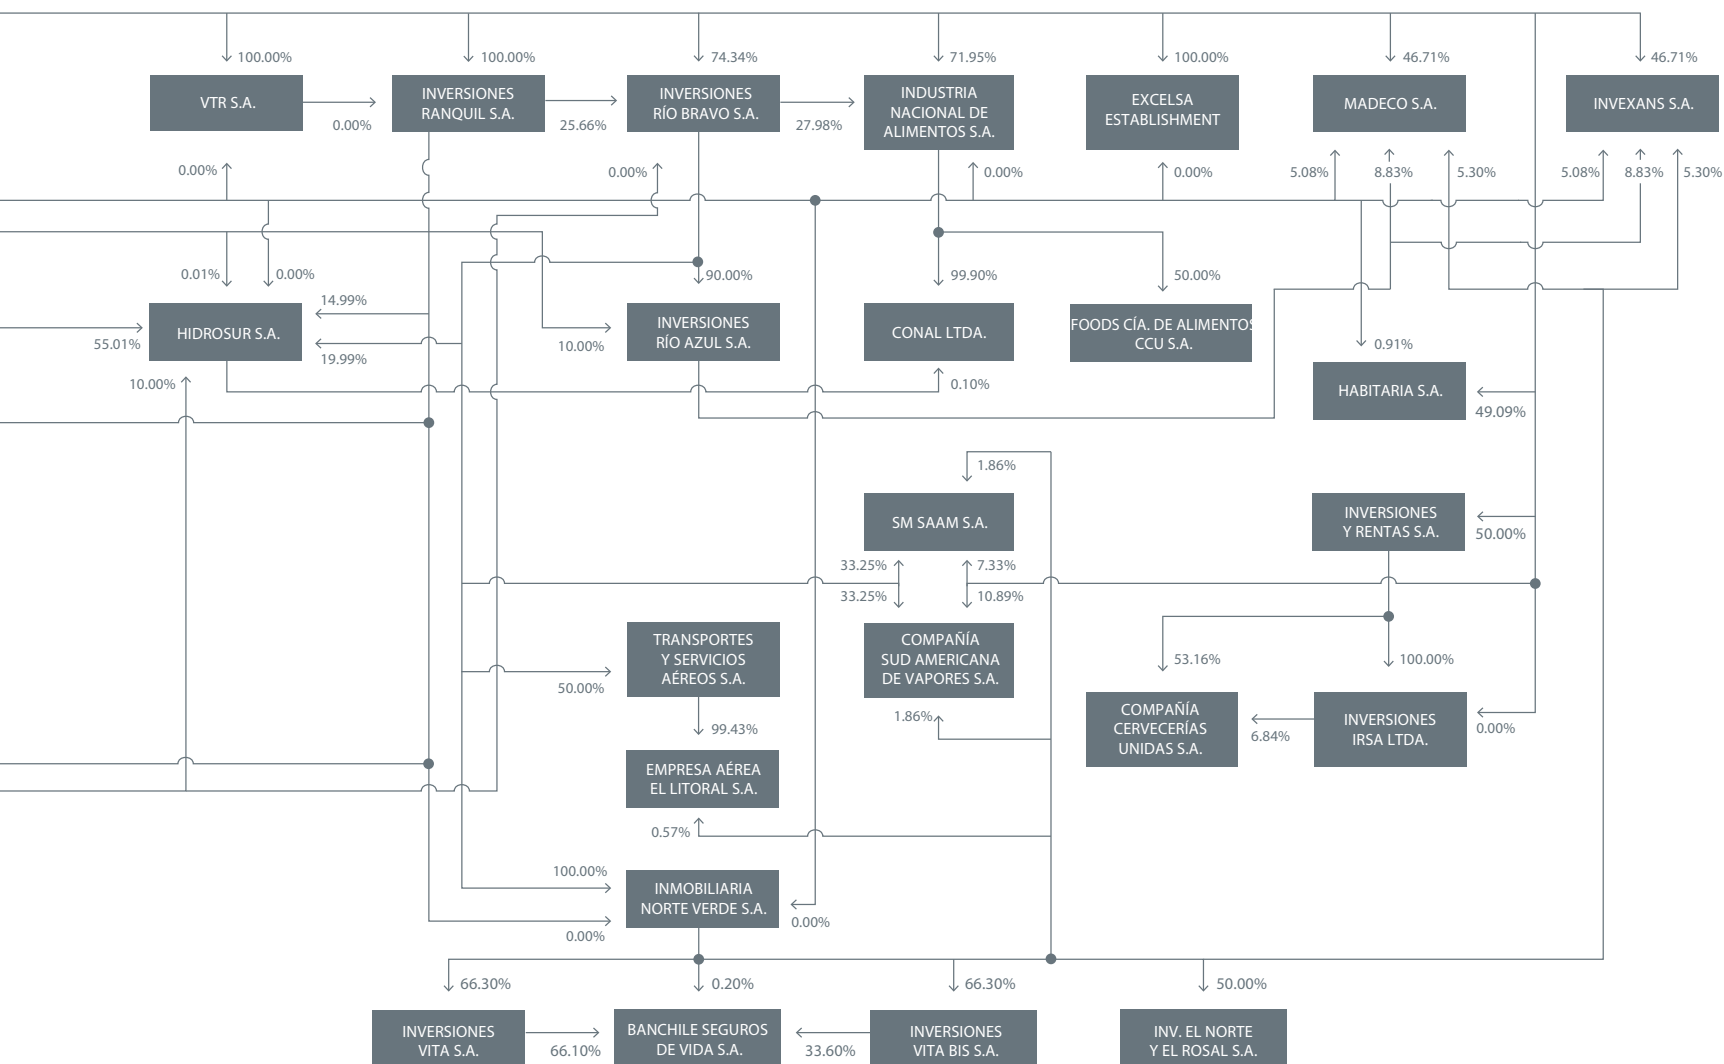 100.00%
100.00%
74.34%
71.95%
100.00%
46.71%
46.71%
VTR S.A.
INVERSIONES
RANQUIL S.A.
INVERSIONES
RÍO BRAVO S.A.
INDUSTRIA
NACIONAL DE
ALIMENTOS S.A.
EXCELSA
ESTABLISHMENT
MADECO S.A.
INVEXANS S.A.
0.00%
25.66%
27.98%
0.00%
0.00%
0.00%
0.00%
5.08%
8.83%
5.30%
5.08%
8.83%
5.30%
0.01%
0.00%
90.00%
99.90%
50.00%
14.99%
HIDROSUR S.A.
INVERSIONES
RÍO AZUL S.A.
CONAL LTDA.
FOODS CÍA. DE ALIMENTOS
CCU S.A.
55.01%
19.99%
10.00%
0.91%
10.00%
0.10%
HABITARIA S.A.
49.09%
1.86%
SM SAAM S.A.
INVERSIONES
Y RENTAS S.A.
50.00%
33.25%
7.33%
33.25%
10.89%
TRANSPORTES
Y SERVICIOS
AÉREOS S.A.
COMPAÑÍA
SUD AMERICANA
DE VAPORES S.A.
53.16%
100.00%
50.00%
1.86%
99.43%
COMPAÑÍA
CERVECERÍAS
UNIDAS S.A.
6.84%
INVERSIONES
IRSA LTDA.
0.00%
EMPRESA AÉREA
EL LITORAL S.A.
0.57%
100.00%
INMOBILIARIA
NORTE VERDE S.A.
0.00%
0.00%
66.30%
0.20%
66.30%
50.00%
INVERSIONES
VITA S.A.
66.10%
BANCHILE SEGUROS
DE VIDA S.A.
33.60%
INVERSIONES
VITA BIS S.A.
INV. EL NORTE
Y EL ROSAL S.A.